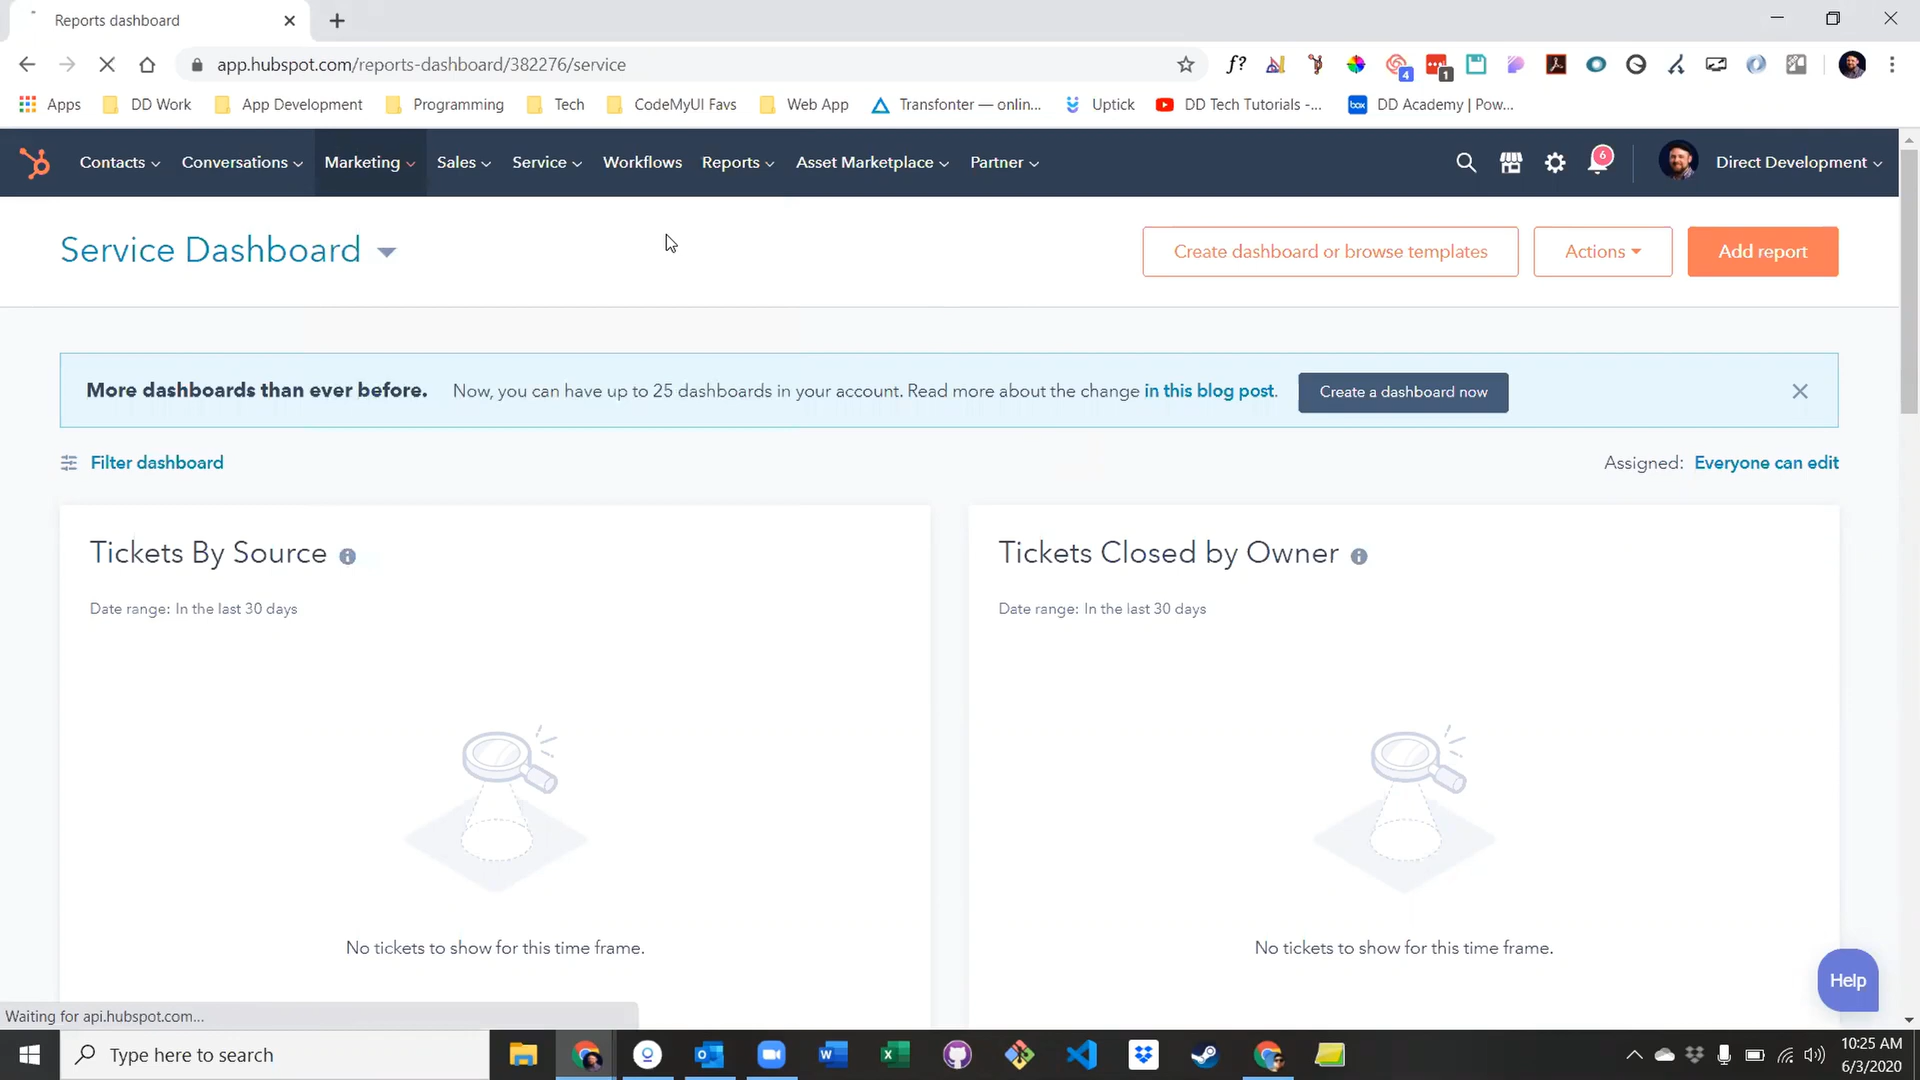 Reports dashboard
app.hubspot.com/reports-dashboard/382276/service
f?
4
1
Apps
DD Work
App Development
Programming
Tech
CodeMyUI Favs
Web App
Transfonter — onlin...
Uptick
DD Tech Tutorials -...
box
DD Academy | Pow...
Contacts
Conversations
Marketing
Sales
Service
Workflows
Reports
Asset Marketplace
Partner
6
Direct Development
Service Dashboard
Create dashboard or browse templates
Actions
Add report
More dashboards than ever before. Now, you can have up to 25 dashboards in your account. Read more about the change in this blog post.
Create a dashboard now
Filter dashboard
Assigned: Everyone can edit
Tickets By Source
Date range: In the last 30 days
No tickets to show for this time frame.
Tickets Closed by Owner
Date range: In the last 30 days
No tickets to show for this time frame.
Help
Waiting for api.hubspot.com...
Type here to search
10:25 AM
6/3/2020